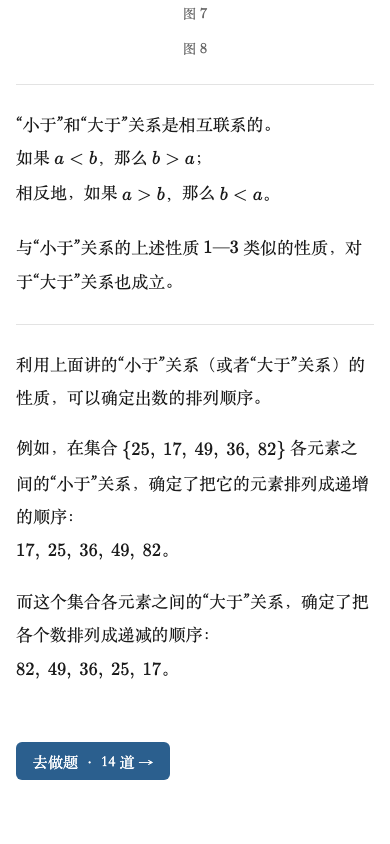 图 7
图 8
“小于”和“大于”关系是相互联系的。
如果 a < b，那么 b > a；
相反地，如果 a > b，那么 b < a。
与“小于”关系的上述性质 1—3 类似的性质，对
于“大于”关系也成立。
利用上面讲的“小于”关系（或者“大于”关系）的
性质，可以确定出数的排列顺序。
例如，在集合 {25, 17, 49, 36, 82} 各元素之
间的“小于”关系，确定了把它的元素排列成递增
的顺序：
17, 25, 36, 49, 82。
而这个集合各元素之间的“大于”关系，确定了把
各个数排列成递减的顺序：
82, 49, 36, 25, 17。
去做题 · 14 道 →